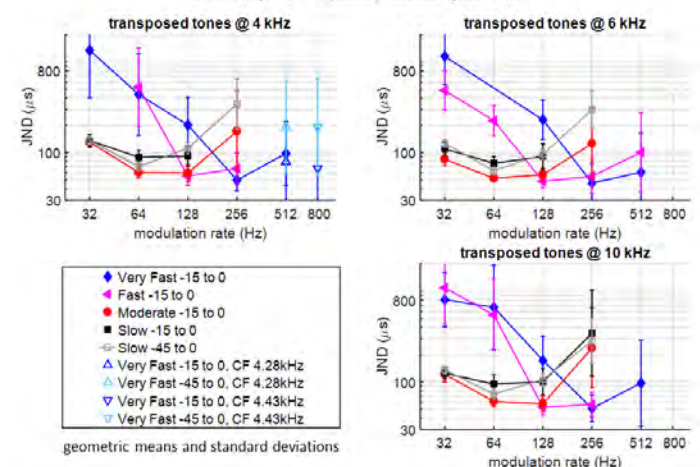 transposed tones @ 4 kHz
JND (μs)
800
100
30
32 64 128 256 512 800
modulation rate (Hz)
transposed tones @ 6 kHz
JND (μs)
800
100
30
32 64 128 256 512 800
modulation rate (Hz)
Very Fast -15 to 0
Fast -15 to 0
Moderate -15 to 0
Slow -15 to 0
Slow -45 to 0
Very Fast -15 to 0, CF 4.28kHz
Very Fast -45 to 0, CF 4.28kHz
Very Fast -15 to 0, CF 4.43kHz
Very Fast -45 to 0, CF 4.43kHz
geometric means and standard deviations
transposed tones @ 10 kHz
JND (μs)
800
100
30
32 64 128 256 512 800
modulation rate (Hz)